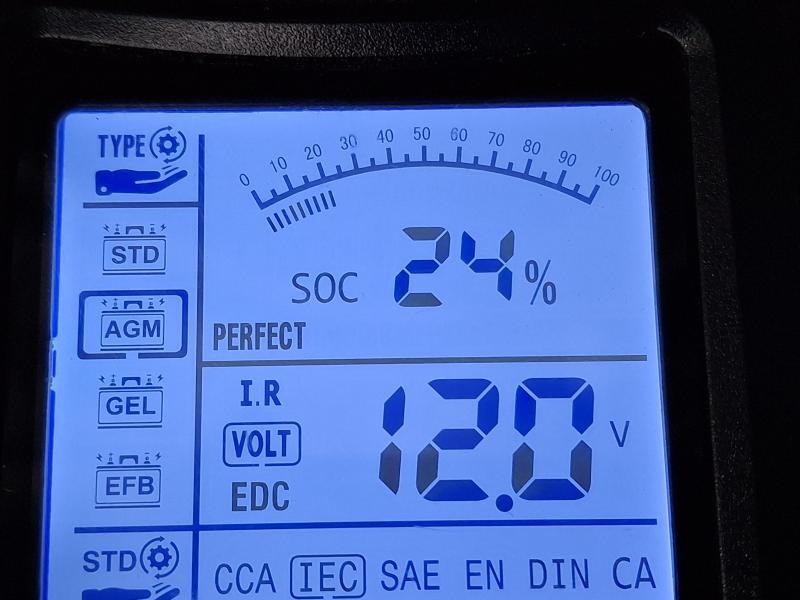 TYPE
0 10 20 30 40 50 60 70 80 90 100
STD
SOC 24%
AGM
PERFECT
I.R
GEL
VOLT
12.0 V
EFB
EDC
STD
CCA IEC SAE EN DIN CA